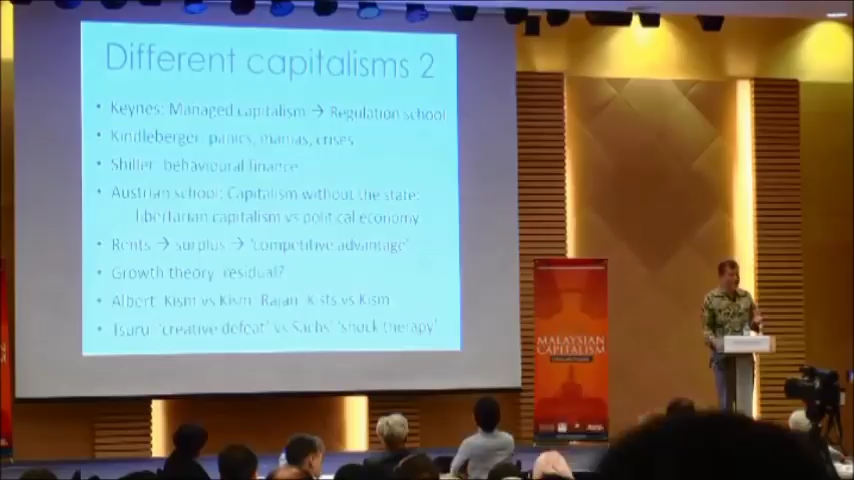 Different capitalisms 2
• Keynes: Managed capitalism → Regulation school
• Kindleberger: panics, manias, crises
• Shiller: behavioural finance
• Austrian school: Capitalism without the state:
libertarian capitalism vs political economy
• Rents → surplus → 'competitive advantage'
• Growth theory: residual?
• Albert: Kism vs Kism. Rajan: K-ists vs Kism
• Tsuru: 'creative defeat' vs Sachs' 'shock therapy'
MALAYSIAN
CAPITALISM